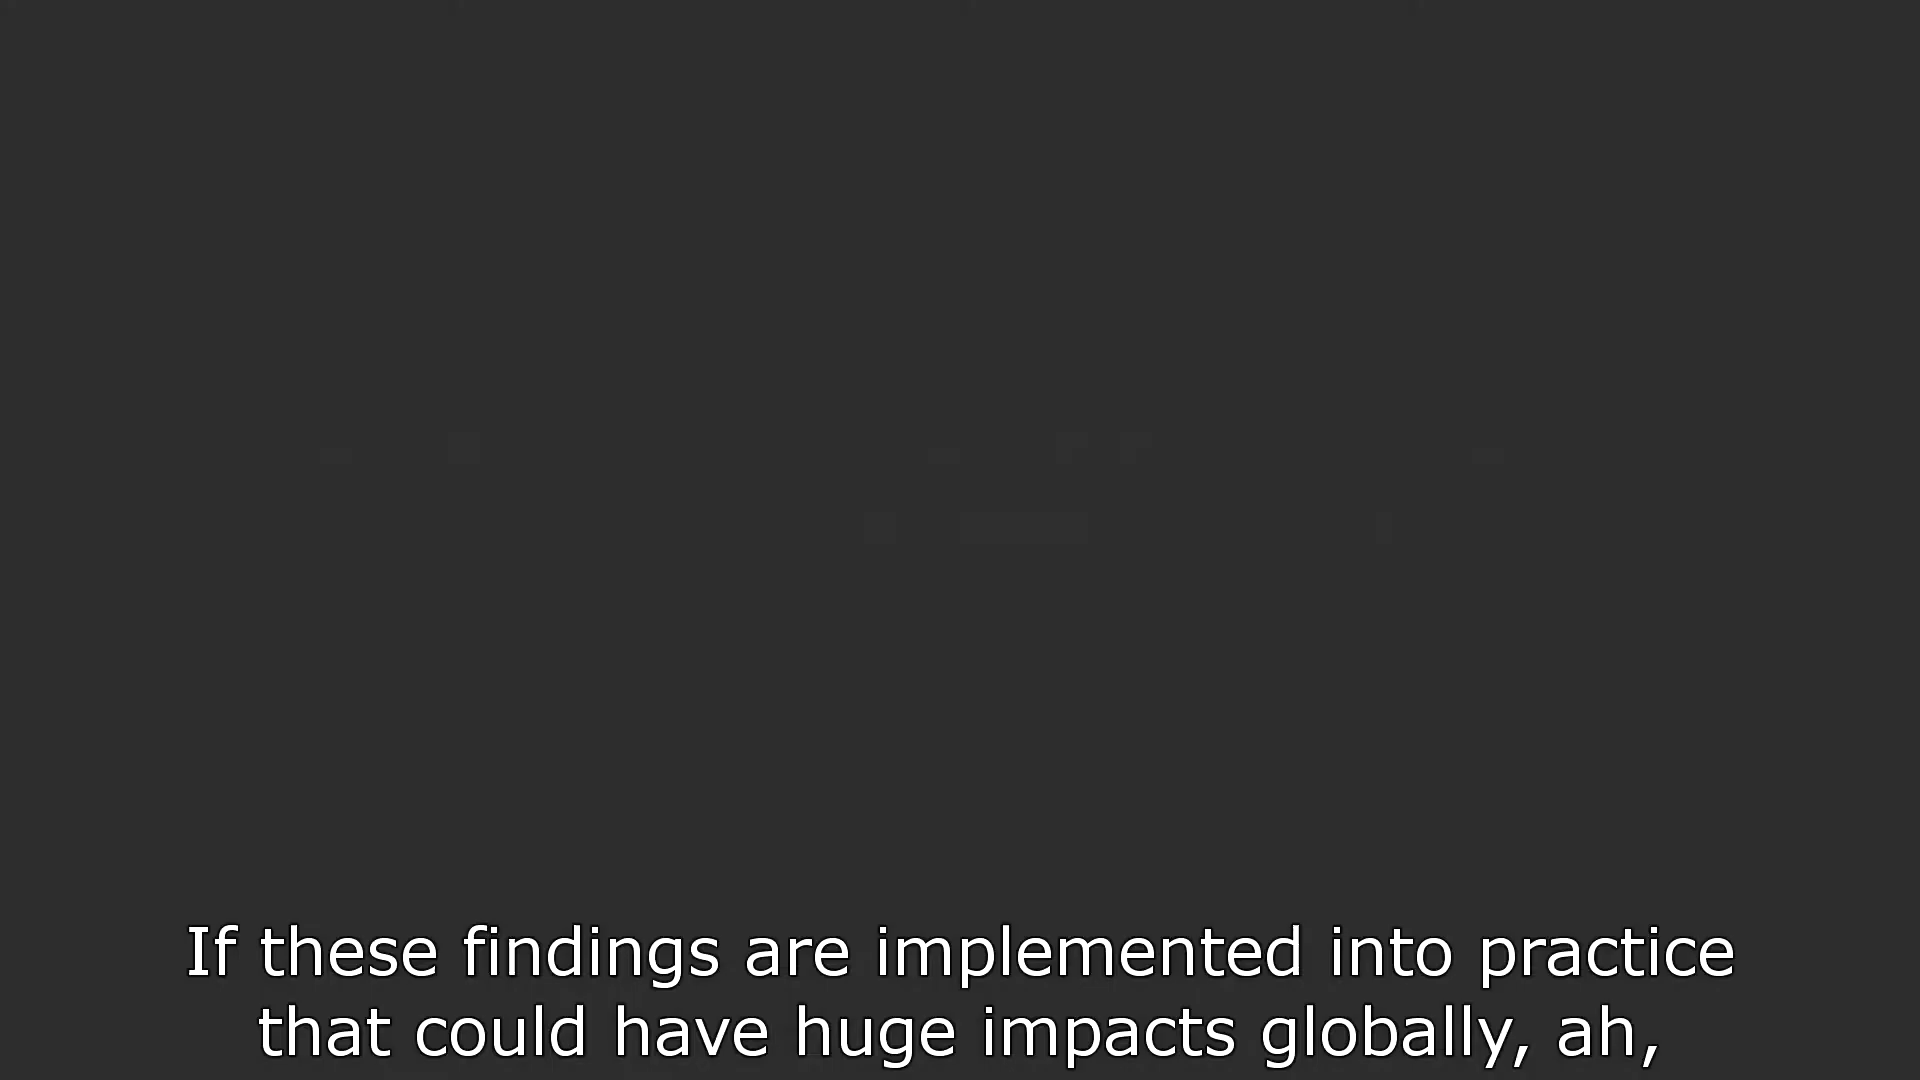 If these findings are implemented into practice
that could have huge impacts globally, ah,